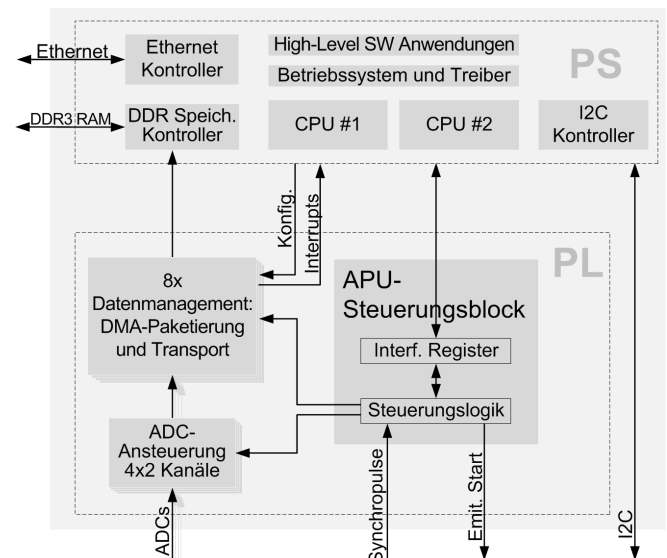 Ethernet
Ethernet
Kontroller
High-Level SW Anwendungen
Betriebssystem und Treiber
PS
DDR3 RAM
DDR Speich.
Kontroller
CPU #1
CPU #2
I2C
Kontroller
Konfig.
Interrupts
PL
8x
Datenmanagement:
DMA-Paketierung
und Transport
APU-
Steuerungsblock
Interf. Register
Steuerungslogik
ADC-
Ansteuerung
4x2 Kanäle
ADCs
Synchropulse
Emit. Start
I2C